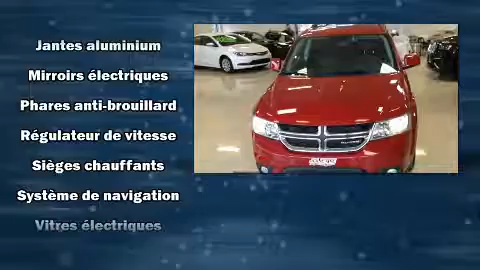 Jantes aluminium
Mirroirs électriques
Phares anti-brouillard
Régulateur de vitesse
Sièges chauffants
Système de navigation
Vitres électriques